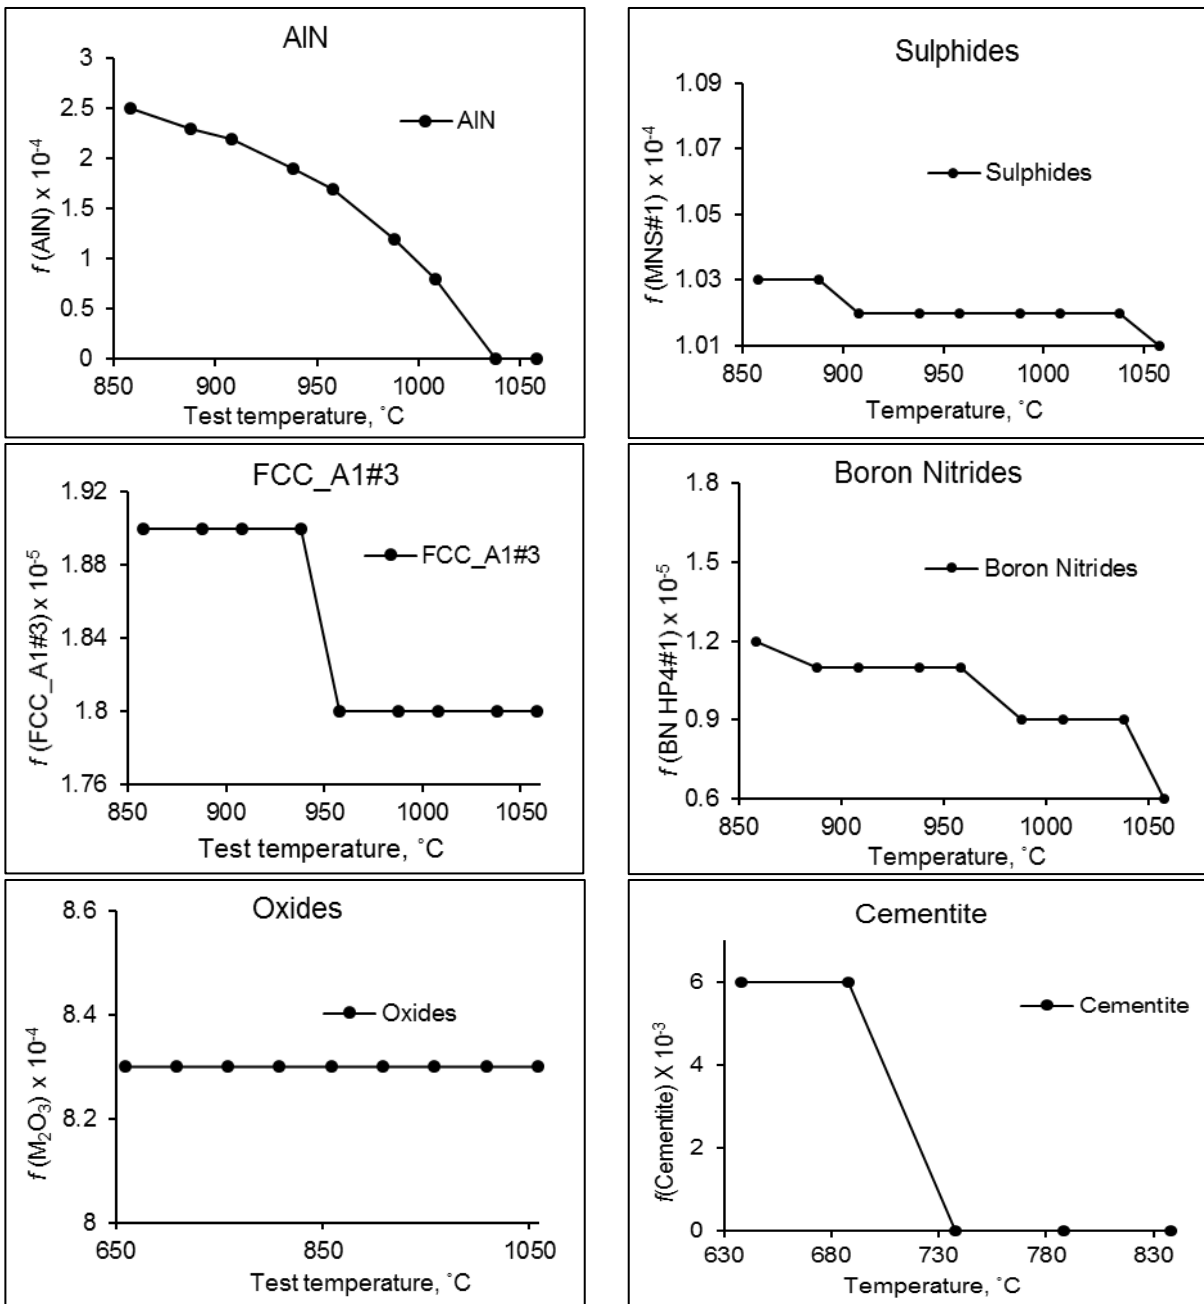 AlN
3
2.5
2
1.5
1
0.5
0
f (AlN) x 10-4
AlN
850 900 950 1000 1050
Test temperature, ˚C
Sulphides
1.09
1.07
1.05
1.03
1.01
f (MNS#1) x 10-4
Sulphides
850 900 950 1000 1050
Temperature, ˚C
FCC_A1#3
1.92
1.88
1.84
1.8
1.76
f (FCC_A1#3) x 10-5
FCC_A1#3
850 900 950 1000 1050
Test temperature, ˚C
Boron Nitrides
1.8
1.5
1.2
0.9
0.6
f (BN HP4#1) x 10-5
Boron Nitrides
850 900 950 1000 1050
Temperature, ˚C
Oxides
8.6
8.4
8.2
8
f (M2O3) x 10-4
Oxides
650 850 1050
Test temperature, ˚C
Cementite
6
4
2
0
f(Cementite) X 10-3
Cementite
630 680 730 780 830
Temperature, ˚C